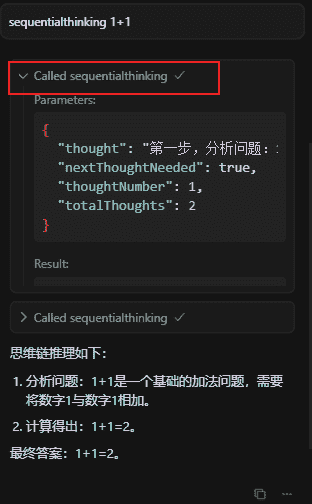 sequentialthinking 1+1
Called sequentialthinking
Parameters:
{
"thought": "第一步，分析问题：
"nextThoughtNeeded": true,
"thoughtNumber": 1,
"totalThoughts": 2
}
Result:
Called sequentialthinking
思维链推理如下：
1. 分析问题：1+1是一个基础的加法问题，需要
将数字1与数字1相加。
2. 计算得出：1+1=2。
最终答案：1+1=2。